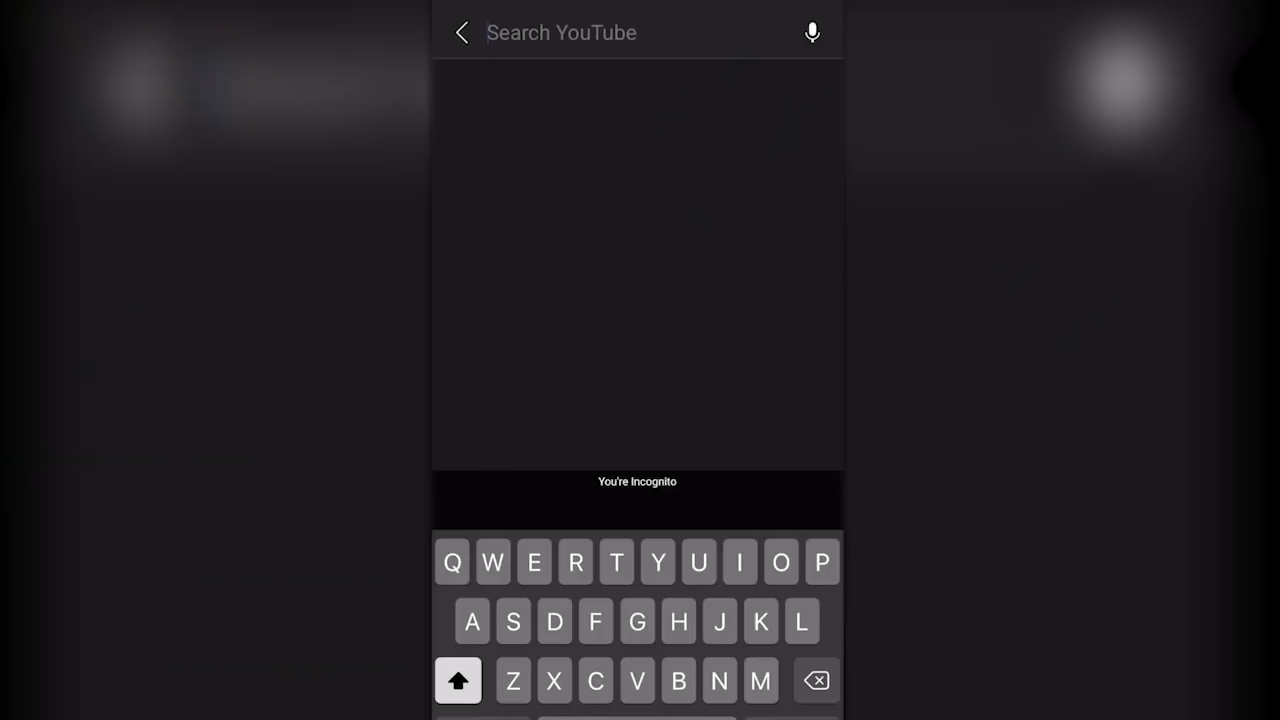 Search YouTube
You're Incognito
Q W E R T Y U I O P
A S D F G H J K L
Z X C V B N M